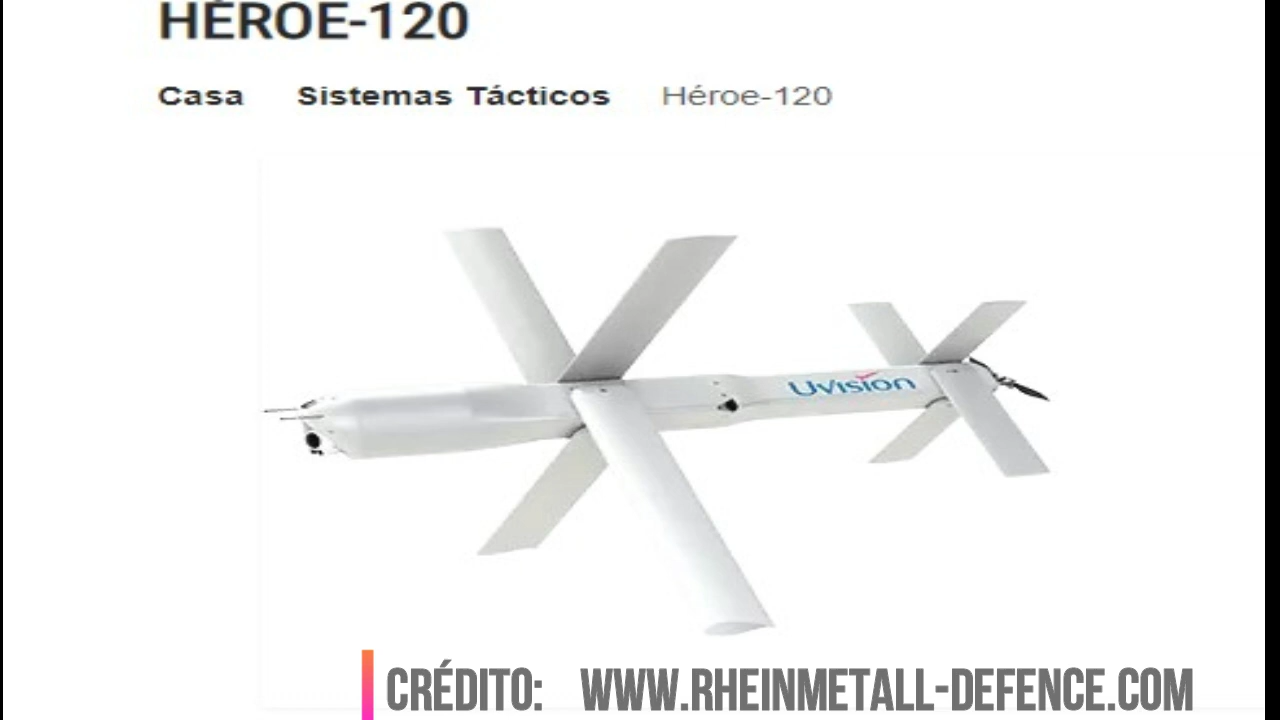 HÉROE-120
Casa Sistemas Tácticos Héroe-120
UVision
CRÉDITO: WWW.RHEINMETALL-DEFENCE.COM